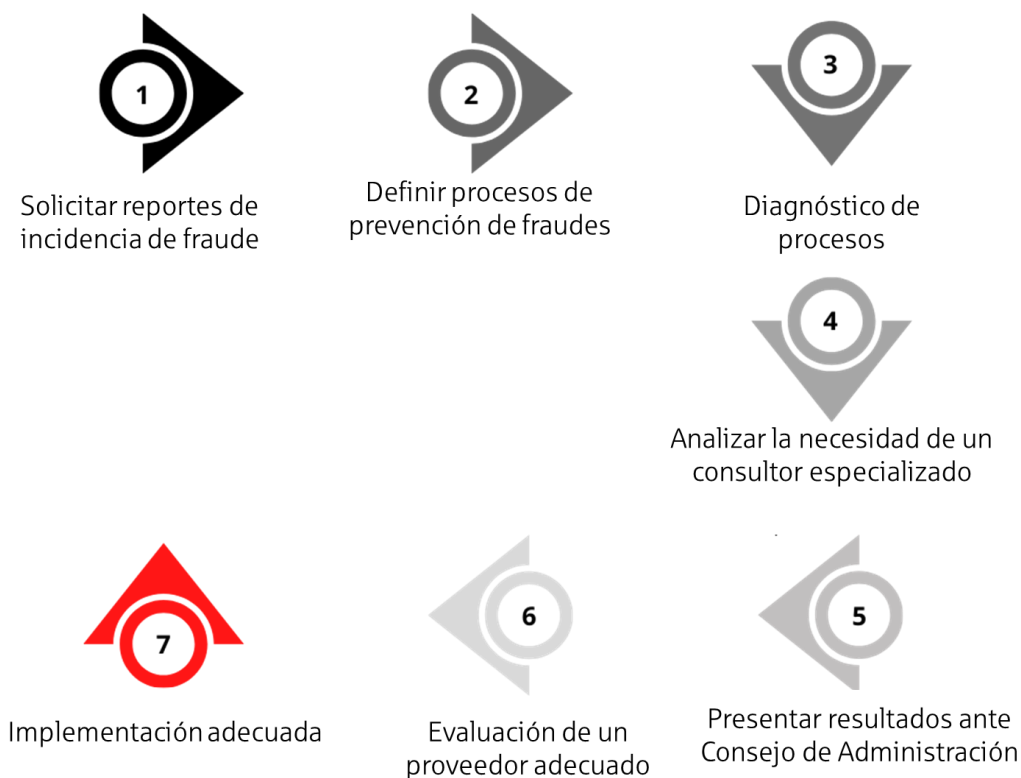 1
Solicitar reportes de
incidencia de fraude
2
Definir procesos de
prevención de fraudes
3
Diagnóstico de
procesos
4
Analizar la necesidad de un
consultor especializado
5
Presentar resultados ante
Consejo de Administración
6
Evaluación de un
proveedor adecuado
7
Implementación adecuada